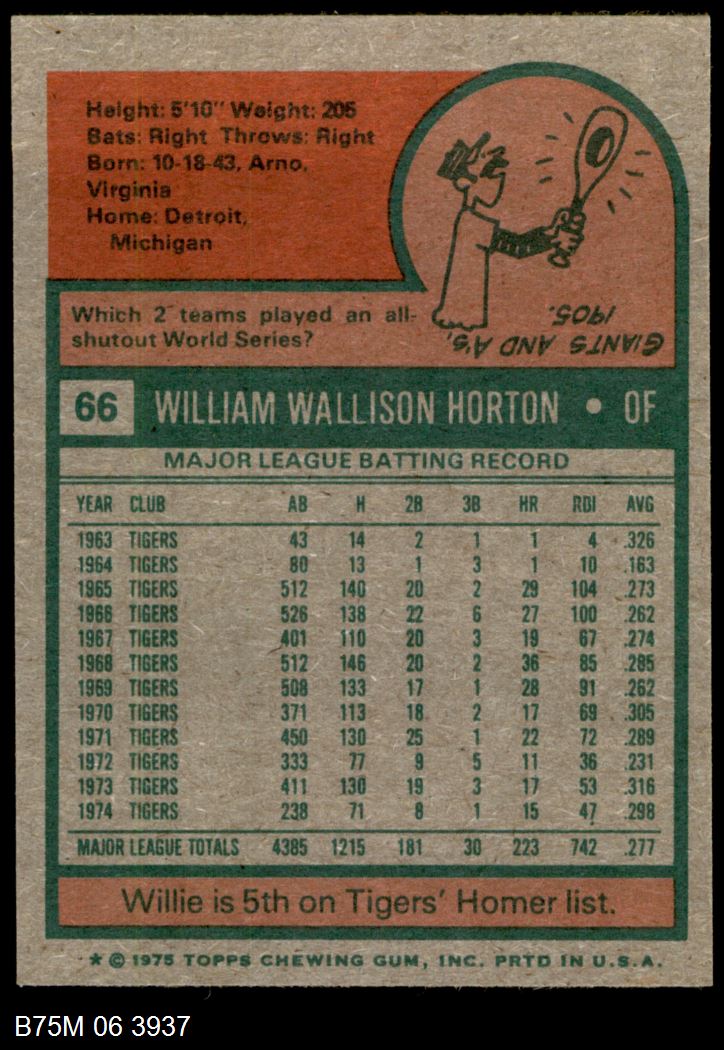 Height: 5'10" Weight: 205
Bats: Right Throws: Right
Born: 10-18-43, Arno,
Virginia
Home: Detroit,
Michigan
Which 2 teams played an all-
shutout World Series?
GIANTS AND A'S,
1905.
66 WILLIAM WALLISON HORTON • OF
MAJOR LEAGUE BATTING RECORD
YEAR CLUB AB H 2B 3B HR RBI AVG
1963 TIGERS 43 14 2 1 1 4 .326
1964 TIGERS 80 13 1 3 1 10 .163
1965 TIGERS 512 140 20 2 29 104 .273
1966 TIGERS 526 138 22 6 27 100 .262
1967 TIGERS 401 110 20 3 19 67 .274
1968 TIGERS 512 146 20 2 36 85 .285
1969 TIGERS 508 133 17 1 28 91 .262
1970 TIGERS 371 113 18 2 17 69 .305
1971 TIGERS 450 130 25 1 22 72 .289
1972 TIGERS 333 77 9 5 11 36 .231
1973 TIGERS 411 130 19 3 17 53 .316
1974 TIGERS 238 71 8 1 15 47 .298
MAJOR LEAGUE TOTALS 4385 1215 181 30 223 742 .277
Willie is 5th on Tigers' Homer list.
* © 1975 TOPPS CHEWING GUM, INC. PRTD IN U.S.A.
B75M 06 3937